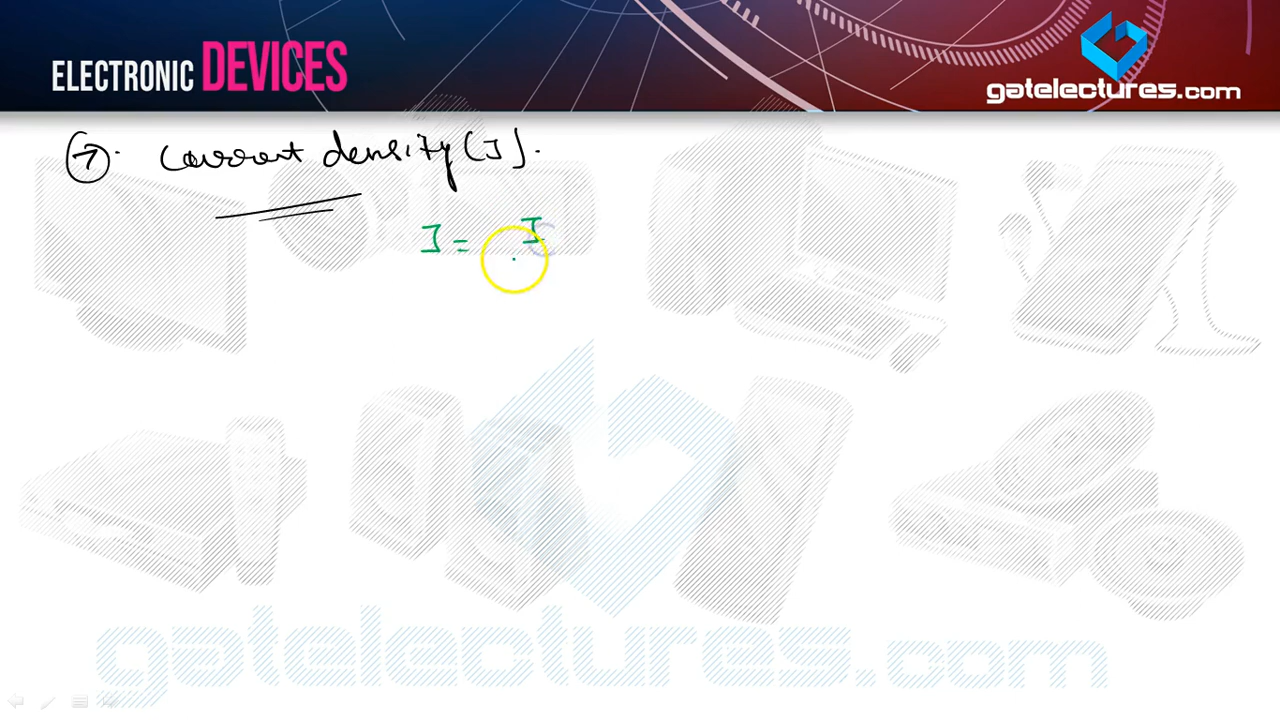 ELECTRONIC DEVICES
gatelectures.com
7. Current density (J).
J = I
gatelectures.com